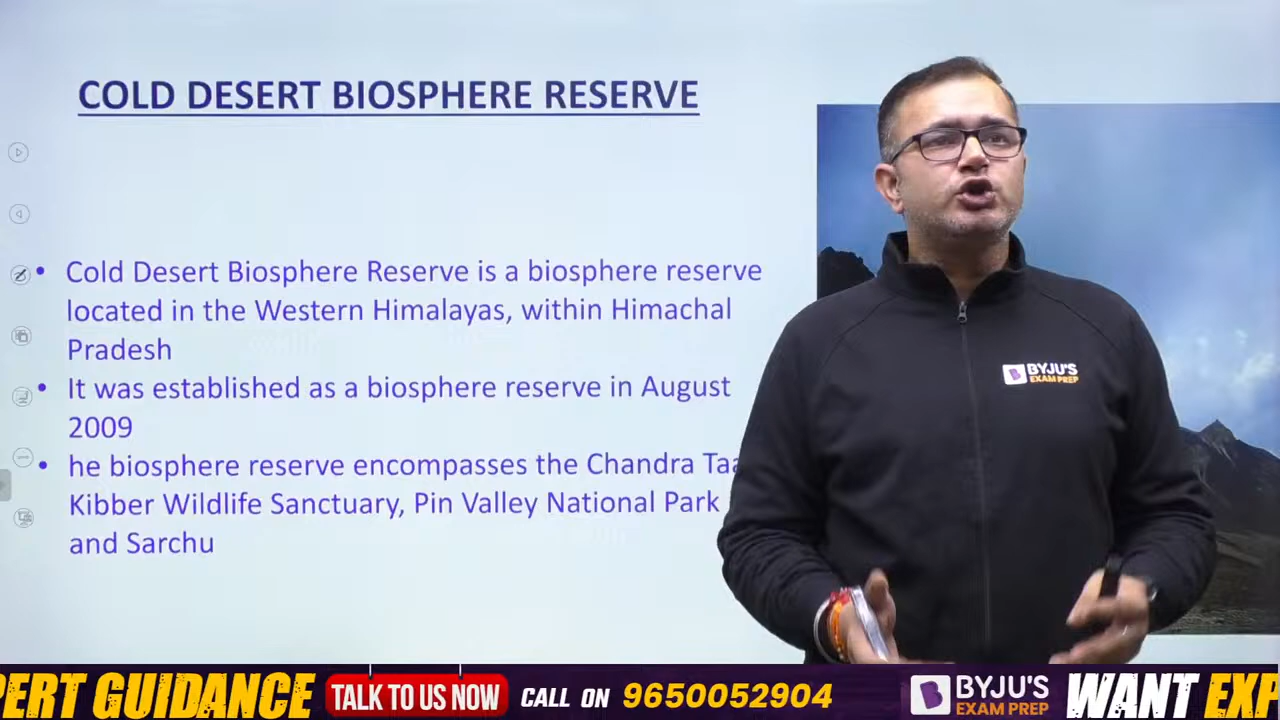 COLD DESERT BIOSPHERE RESERVE
• Cold Desert Biosphere Reserve is a biosphere reserve
located in the Western Himalayas, within Himachal
Pradesh
• It was established as a biosphere reserve in August
2009
• he biosphere reserve encompasses the Chandra
Kibber Wildlife Sanctuary, Pin Valley National Park
and Sarchu
BYJU'S
EXAM PREP
PERT GUIDANCE TALK TO US NOW CALL ON 9650052904 BYJU'S EXAM PREP WANT EXP